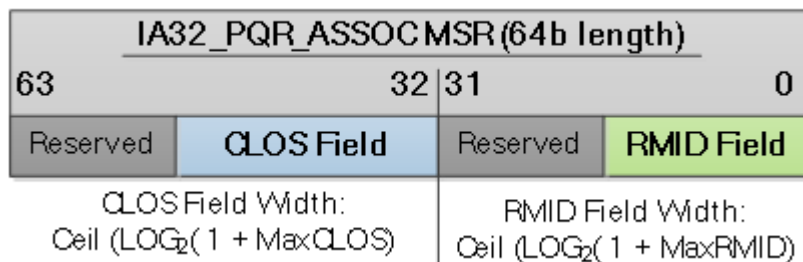 IA32_PQR_ASSOC MSR (64b length)
63 32 31 0
Reserved CLOS Field Reserved RMID Field
CLOS Field Width: RMID Field Width:
Ceil (LOG₂( 1 + MaxCLOS) Ceil (LOG₂( 1 + MaxRMID)